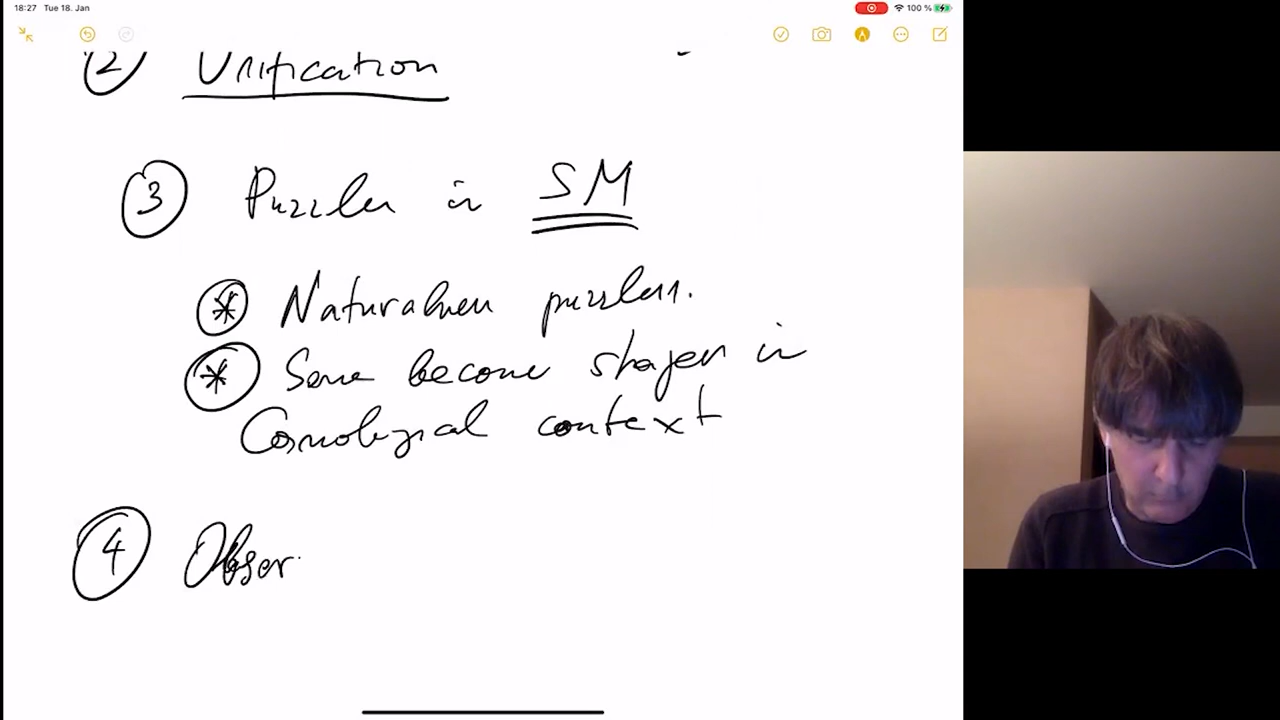 18:27 Tue 18. Jan
100 %
2 Unification
3 Puzzles in SM
* Naturalness puzzles.
* Some become sharper in
Cosmological context
4 Obser